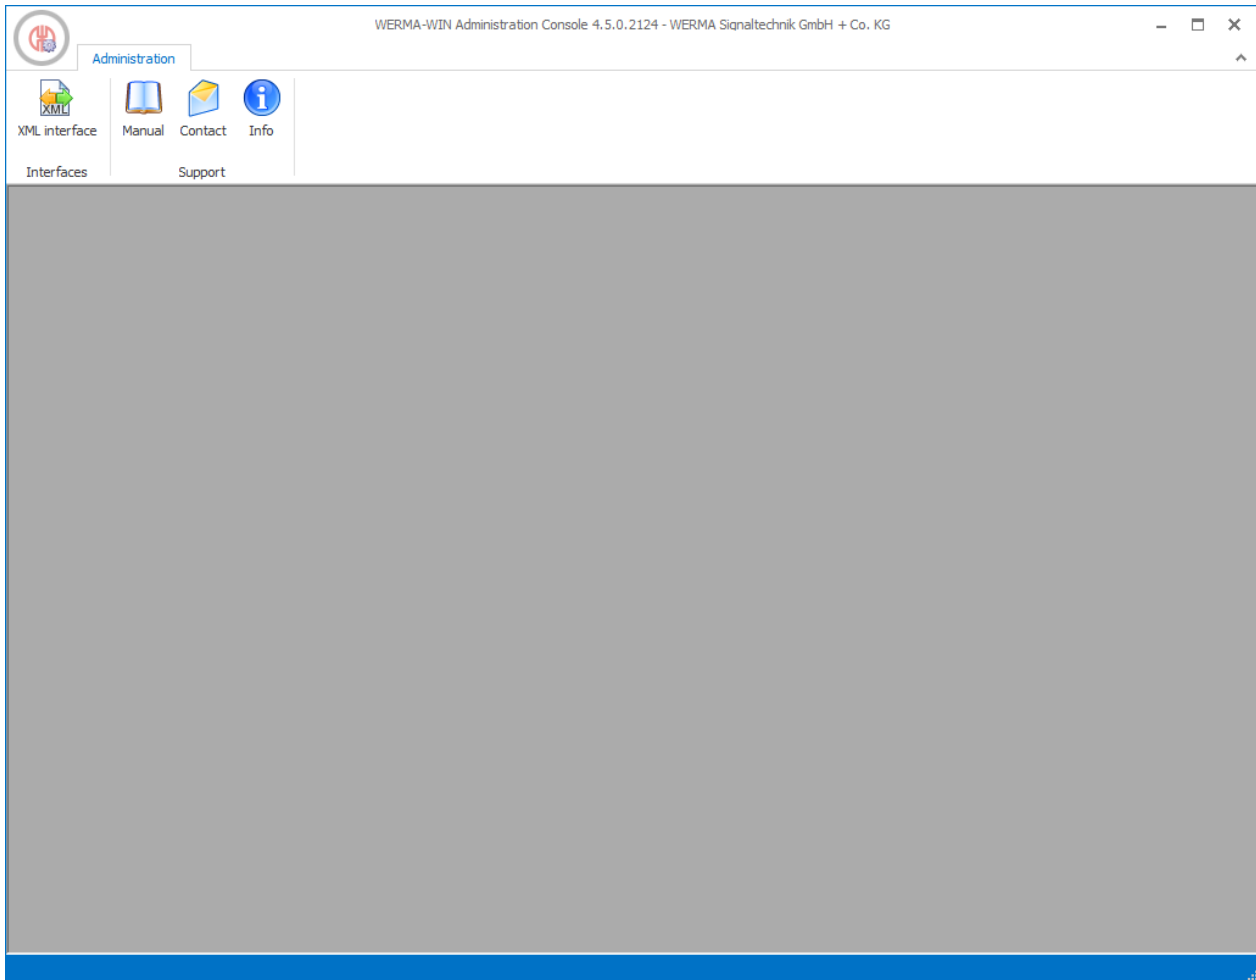 WERMA-WIN Administration Console 4.5.0.2124 - WERMA Signaltechnik GmbH + Co. KG
Administration
XML
XML interface
Manual
Contact
Info
Interfaces
Support